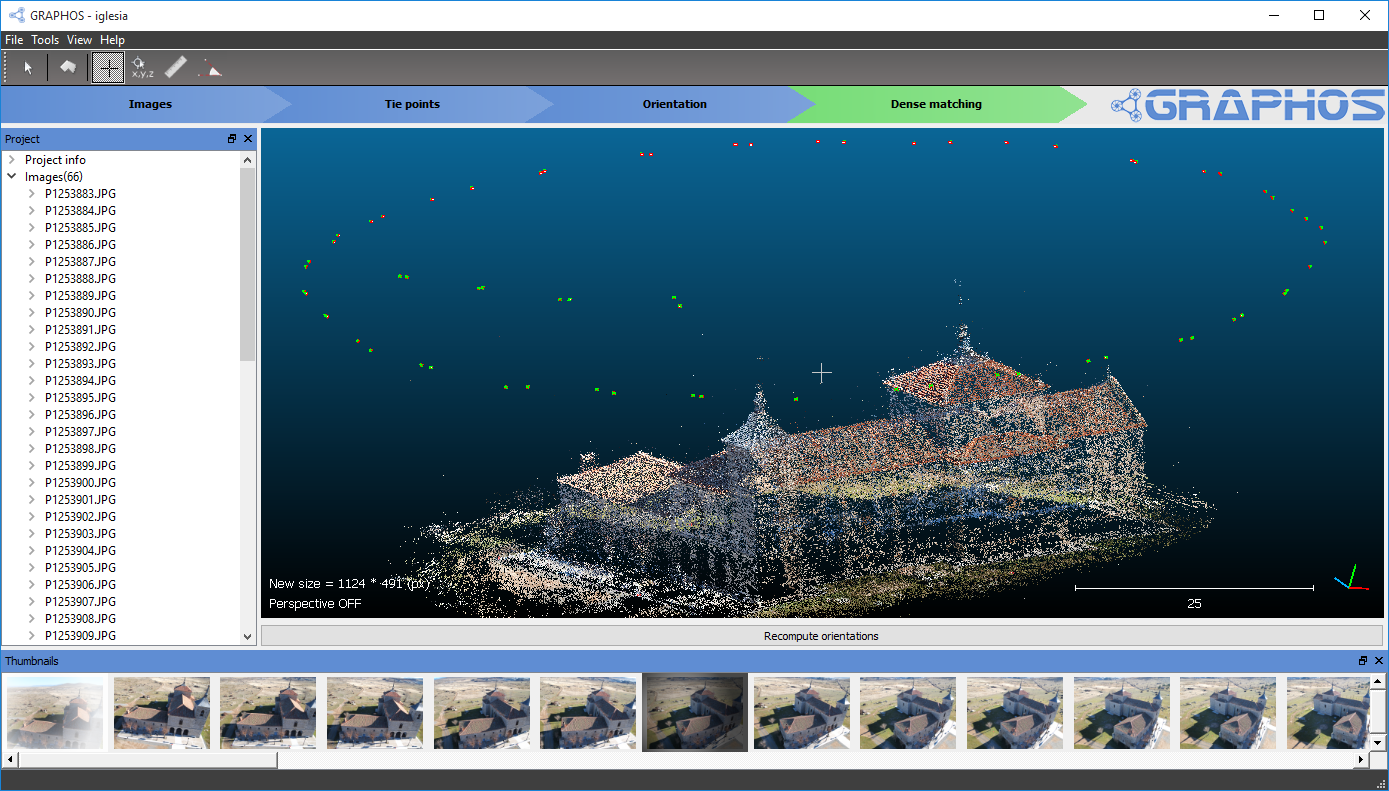 GRAPHOS - iglesia
File Tools View Help
x,y,z
Images
Tie points
Orientation
Dense matching
GRAPHOS
Project
Project info
Images(66)
P1253883.JPG
P1253884.JPG
P1253885.JPG
P1253886.JPG
P1253887.JPG
P1253888.JPG
P1253889.JPG
P1253890.JPG
P1253891.JPG
P1253892.JPG
P1253893.JPG
P1253894.JPG
P1253895.JPG
P1253896.JPG
P1253897.JPG
P1253898.JPG
P1253899.JPG
P1253900.JPG
P1253901.JPG
P1253902.JPG
P1253903.JPG
P1253904.JPG
P1253905.JPG
P1253906.JPG
P1253907.JPG
P1253908.JPG
P1253909.JPG
New size = 1124 * 491 (px)
Perspective OFF
25
Recompute orientations
Thumbnails